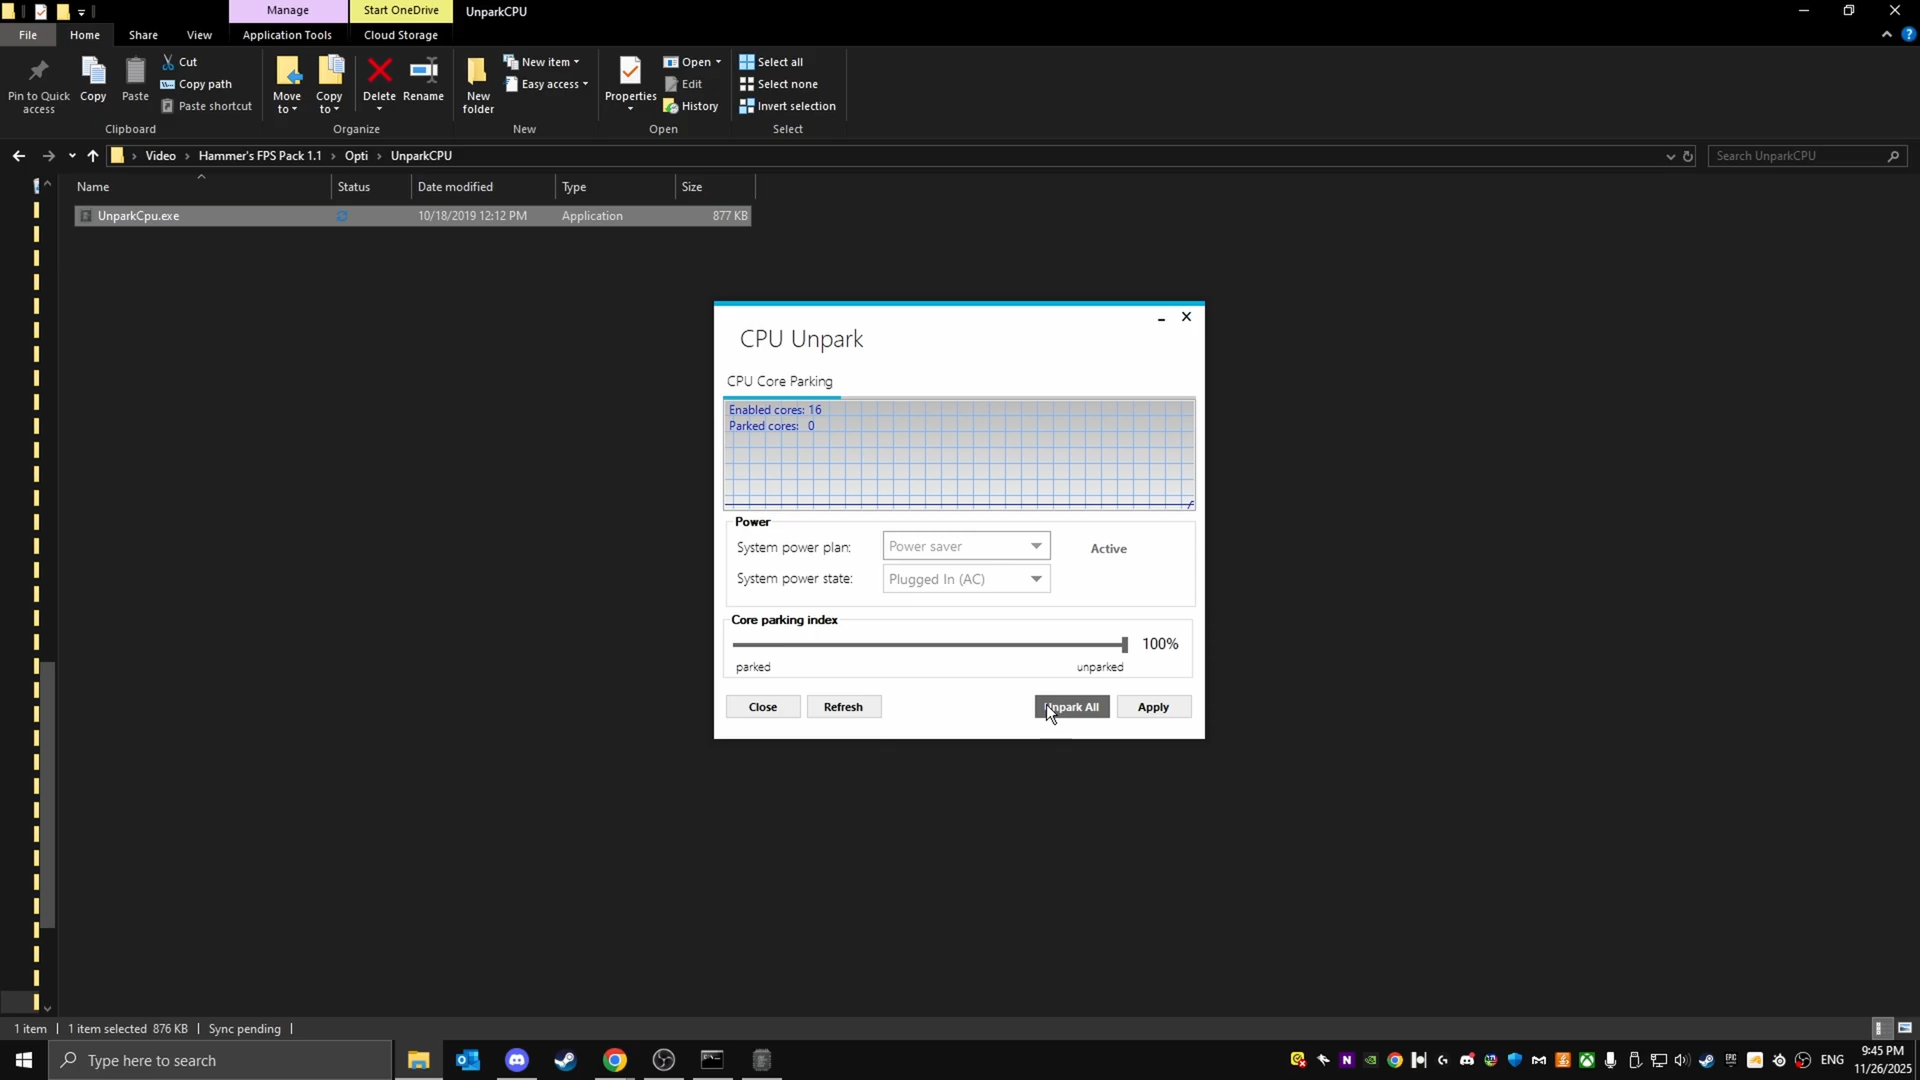 Manage
Start OneDrive
UnparkCPU
File
Home
Share
View
Application Tools
Cloud Storage
Pin to Quick access
Copy
Paste
Cut
Copy path
Paste shortcut
Clipboard
Move to
Copy to
Delete
Rename
Organize
New folder
New item
Easy access
New
Properties
Open
Edit
History
Open
Select all
Select none
Invert selection
Select
Video
Hammer's FPS Pack 1.1
Opti
UnparkCPU
Search UnparkCPU
Name
Status
Date modified
Type
Size
UnparkCpu.exe
10/18/2019 12:12 PM
Application
877 KB
CPU Unpark
CPU Core Parking
Enabled cores: 16
Parked cores: 0
Power
System power plan:
Power saver
Active
System power state:
Plugged In (AC)
Core parking index
100%
parked
unparked
Close
Refresh
Unpark All
Apply
1 item
1 item selected 876 KB
Sync pending
Type here to search
ENG
9:45 PM
11/26/2025